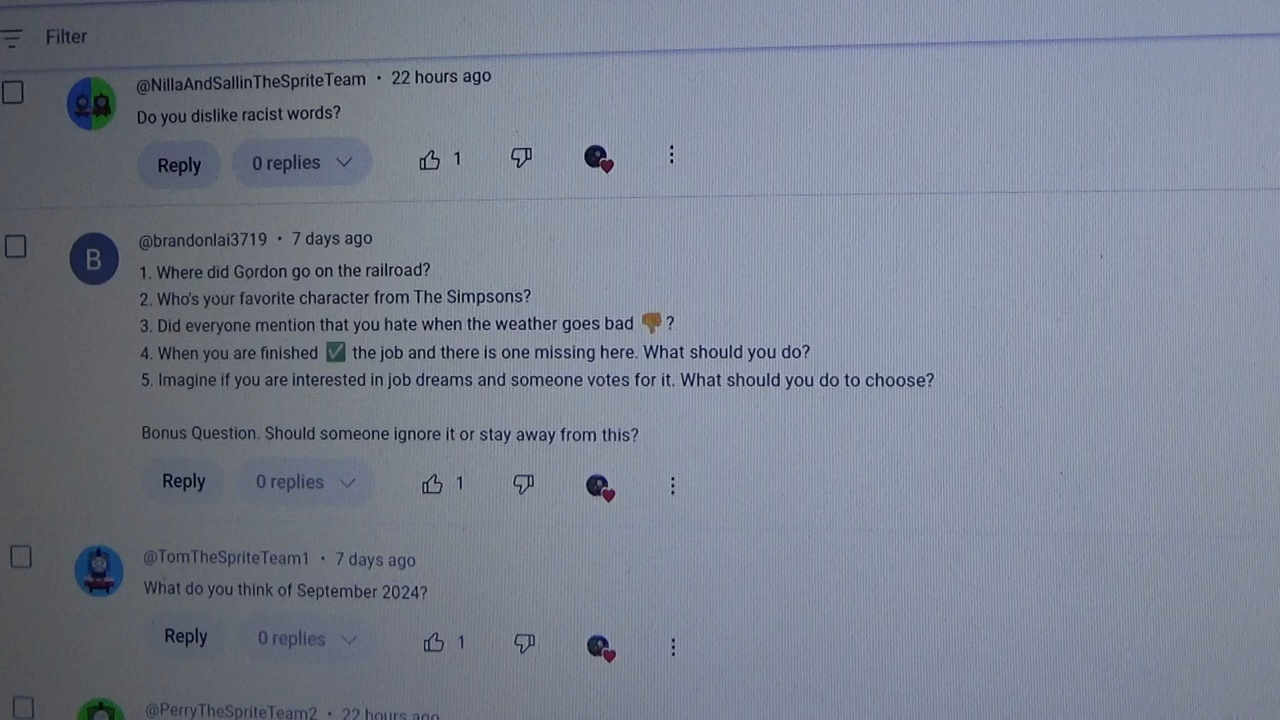 Filter
@NillaAndSallinTheSpriteTeam • 22 hours ago
Do you dislike racist words?
Reply 0 replies 1
B
@brandonlai3719 • 7 days ago
1. Where did Gordon go on the railroad?
2. Who's your favorite character from The Simpsons?
3. Did everyone mention that you hate when the weather goes bad 👎?
4. When you are finished ✅ the job and there is one missing here. What should you do?
5. Imagine if you are interested in job dreams and someone votes for it. What should you do to choose?
Bonus Question. Should someone ignore it or stay away from this?
Reply 0 replies 1
@TomTheSpriteTeam1 • 7 days ago
What do you think of September 2024?
Reply 0 replies 1
@PerryTheSpriteTeam2 • 22 hours ago